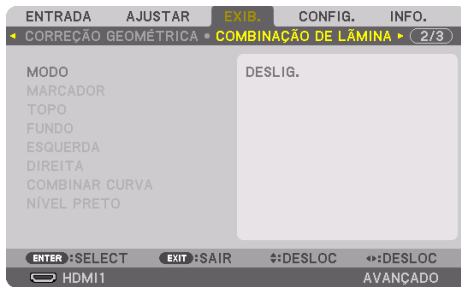 ENTRADA AJUSTAR EXIB. CONFIG. INFO.
CORREÇÃO GEOMÉTRICA • COMBINAÇÃO DE LÃMINA 2/3
MODO DESLIG.
MARCADOR
TOPO
FUNDO
ESQUERDA
DIREITA
COMBINAR CURVA
NÍVEL PRETO
ENTER :SELECT EXIT :SAIR :DESLOC :DESLOC
HDMI1 AVANÇADO